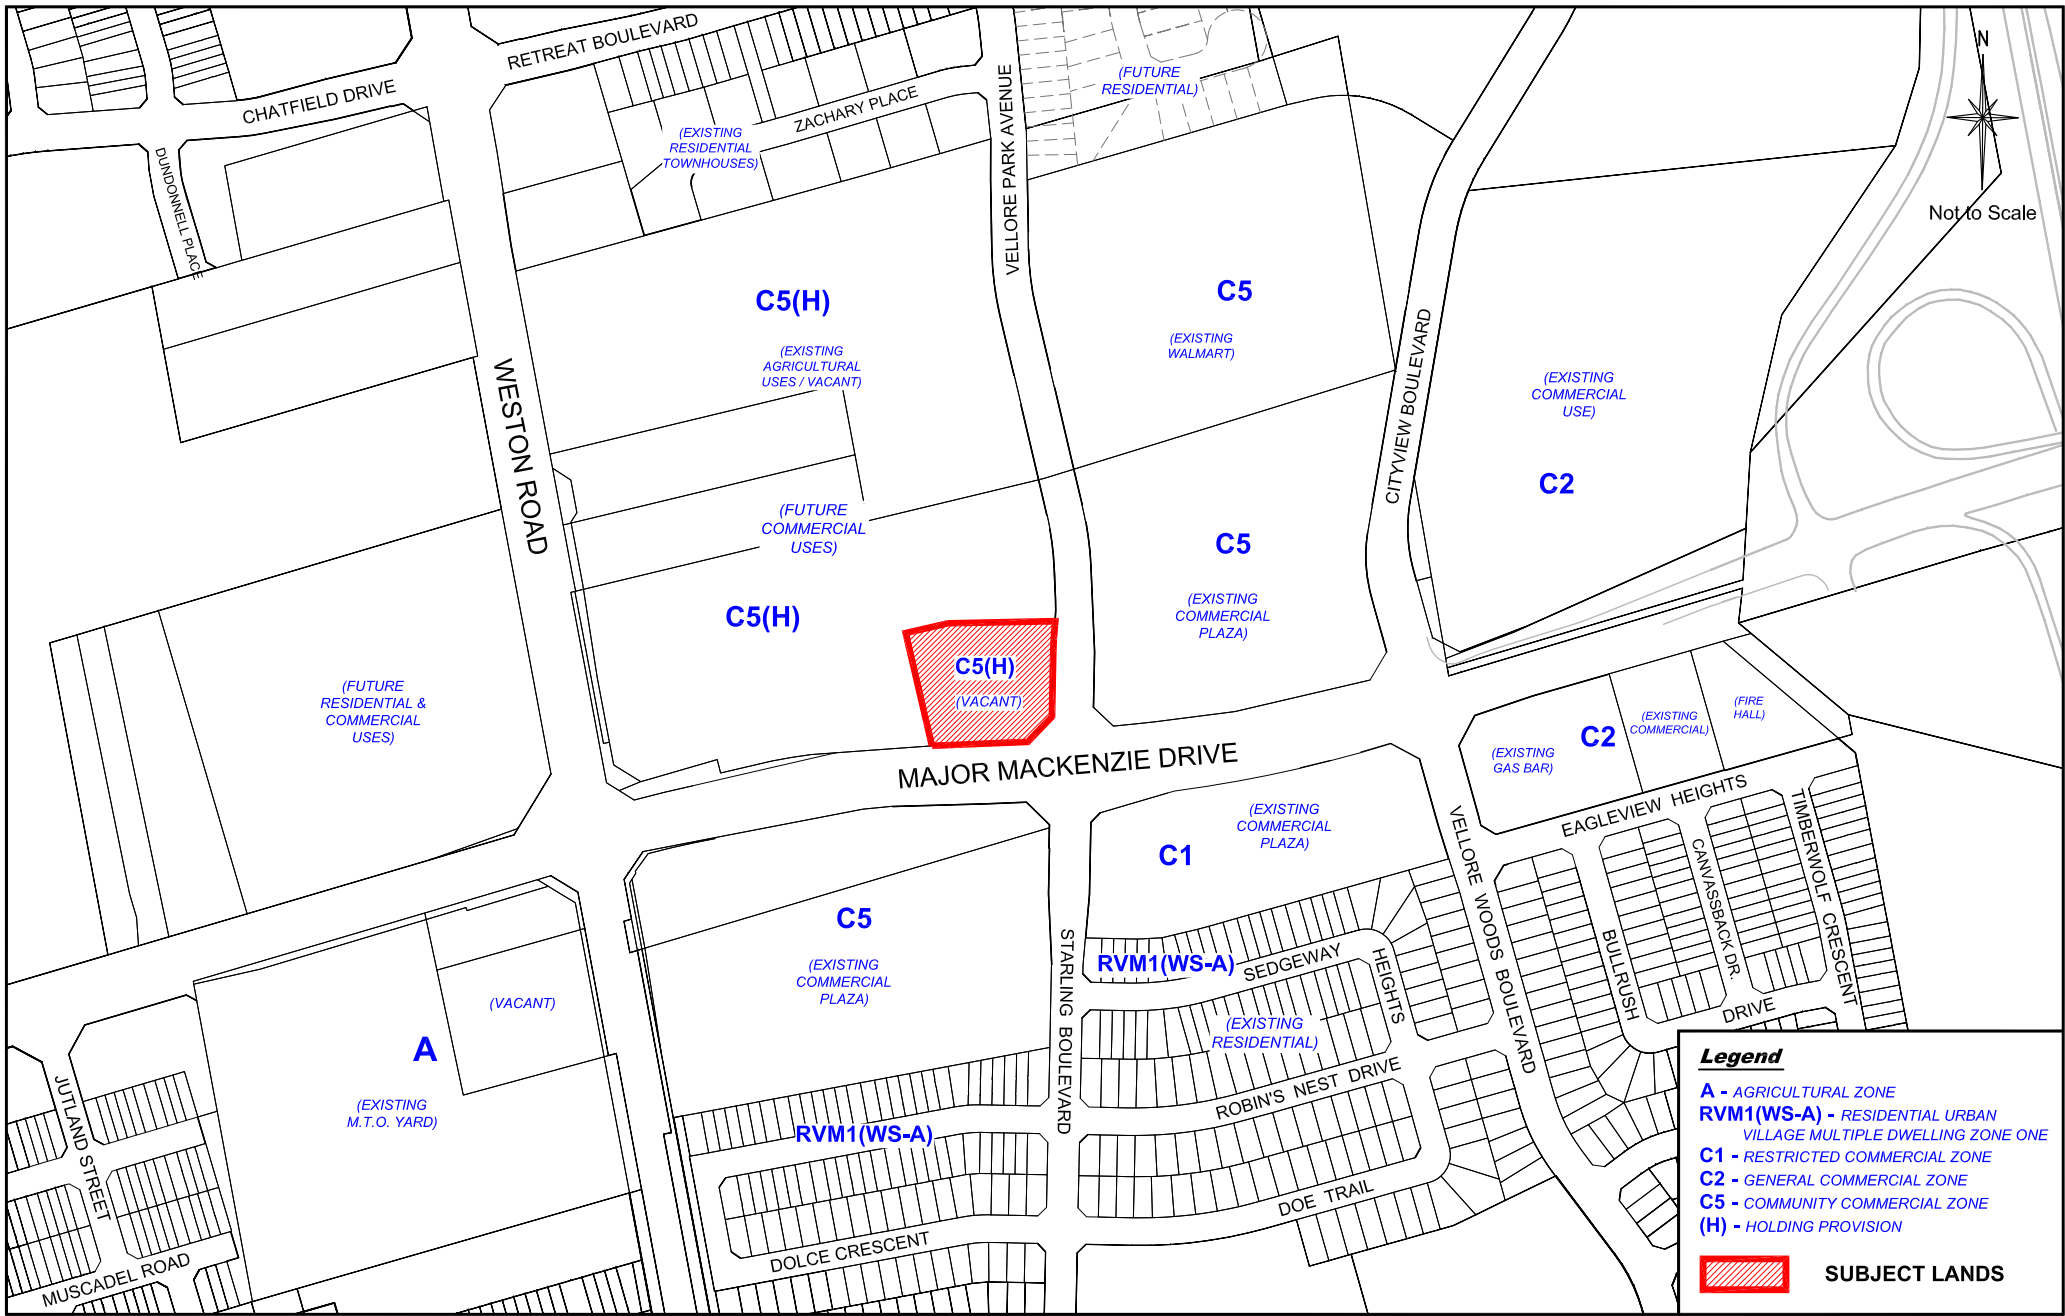 RETREAT BOULEVARD
CHATFIELD DRIVE
DUNDONNELL PLACE
ZACHARY PLACE
(EXISTING
RESIDENTIAL
TOWNHOUSES)
VELLORE PARK AVENUE
(FUTURE
RESIDENTIAL)
N
Not to Scale
C5(H)
(EXISTING
AGRICULTURAL
USES / VACANT)
C5
(EXISTING
WALMART)
CITYVIEW BOULEVARD
(EXISTING
COMMERCIAL
USE)
C2
WESTON ROAD
(FUTURE
COMMERCIAL
USES)
C5(H)
C5
(EXISTING
COMMERCIAL
PLAZA)
C5(H)
(VACANT)
(FUTURE
RESIDENTIAL &
COMMERCIAL
USES)
MAJOR MACKENZIE DRIVE
C2
(EXISTING
GAS BAR)
(EXISTING
COMMERCIAL)
(FIRE
HALL)
EAGLEVIEW HEIGHTS
(EXISTING
COMMERCIAL
PLAZA)
C1
VELLORE WOODS BOULEVARD
CANVASSBACK DR.
TIMBERWOLF CRESCENT
BULLRUSH
DRIVE
C5
(EXISTING
COMMERCIAL
PLAZA)
STARLING BOULEVARD
RVM1(WS-A)
SEDGEWAY
HEIGHTS
(EXISTING
RESIDENTIAL)
ROBIN'S NEST DRIVE
DOE TRAIL
(VACANT)
A
(EXISTING
M.T.O. YARD)
RVM1(WS-A)
DOLCE CRESCENT
JUTLAND STREET
MUSCADEL ROAD
Legend
A - AGRICULTURAL ZONE
RVM1(WS-A) - RESIDENTIAL URBAN
VILLAGE MULTIPLE DWELLING ZONE ONE
C1 - RESTRICTED COMMERCIAL ZONE
C2 - GENERAL COMMERCIAL ZONE
C5 - COMMUNITY COMMERCIAL ZONE
(H) - HOLDING PROVISION
SUBJECT LANDS